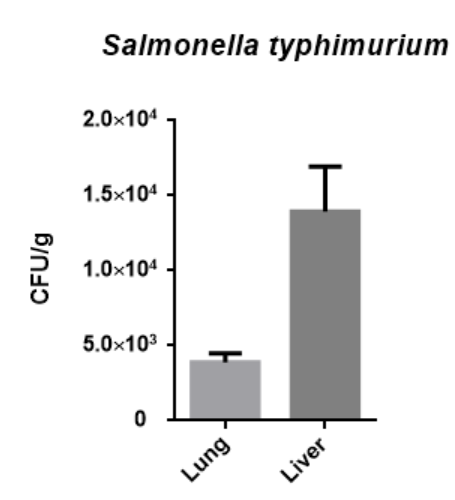 Salmonella typhimurium
2.0×10⁴
1.5×10⁴
1.0×10⁴
5.0×10³
0
CFU/g
Lung
Liver